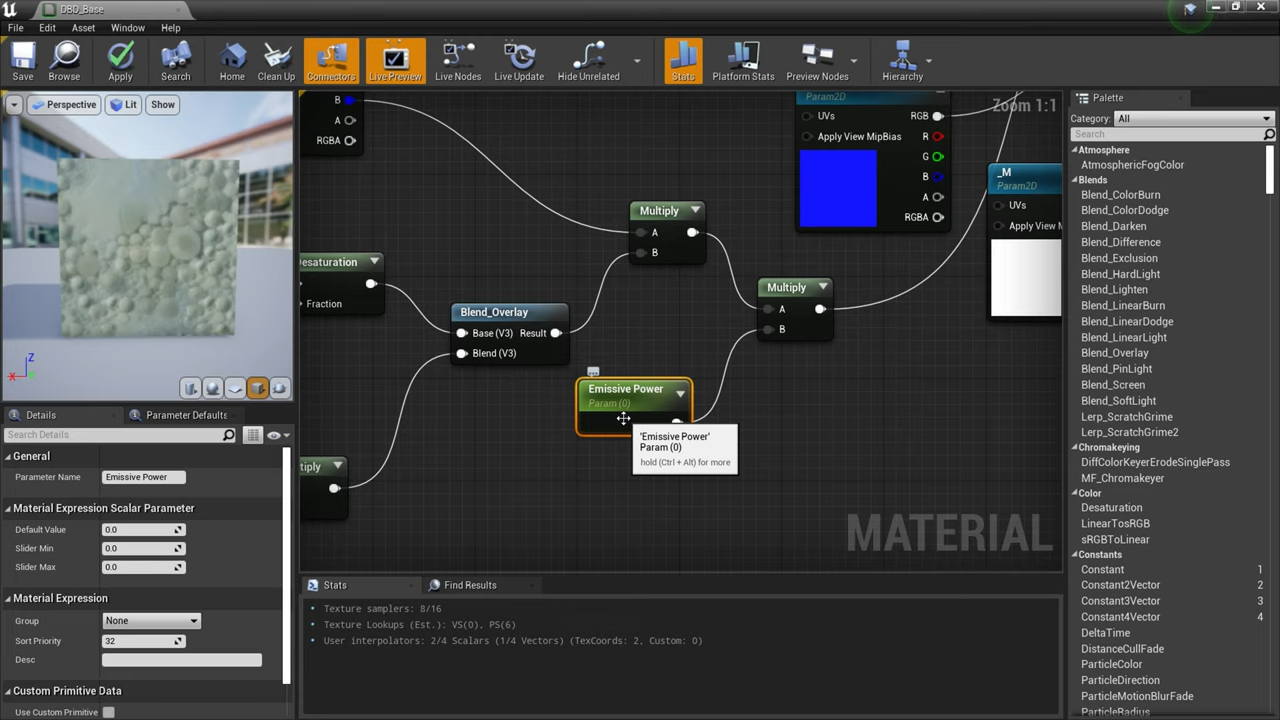 DBD_Base
File Edit Asset Window Help
Save Browse Apply Search Home Clean Up Connectors Live Preview Live Nodes Live Update Hide Unrelated Stats Platform Stats Preview Nodes Hierarchy
Perspective Lit Show
Z
X
Details Parameter Defaults
Search Details
General
Parameter Name Emissive Power
Material Expression Scalar Parameter
Default Value 0.0
Slider Min 0.0
Slider Max 0.0
Material Expression
Group None
Sort Priority 32
Desc
Custom Primitive Data
Use Custom Primitive
Zoom 1:1
B
A
RGBA
Desaturation
Fraction
Blend_Overlay
Base (V3) Result
Blend (V3)
tiply
Multiply
A
B
Multiply
A
B
Emissive Power
Param (0)
'Emissive Power'
Param (0)
hold (Ctrl + Alt) for more
Param2D
UVs RGB
Apply View MipBias R
G
B
A
RGBA
_M
Param2D
UVs
Apply View M
MATERIAL
Stats Find Results
Texture samplers: 8/16
Texture Lookups (Est.): VS(0), PS(6)
User interpolators: 2/4 Scalars (1/4 Vectors) (TexCoords: 2, Custom: 0)
Palette
Category: All
Search
Atmosphere
AtmosphericFogColor
Blends
Blend_ColorBurn
Blend_ColorDodge
Blend_Darken
Blend_Difference
Blend_Exclusion
Blend_HardLight
Blend_Lighten
Blend_LinearBurn
Blend_LinearDodge
Blend_LinearLight
Blend_Overlay
Blend_PinLight
Blend_Screen
Blend_SoftLight
Lerp_ScratchGrime
Lerp_ScratchGrime2
Chromakeying
DiffColorKeyerErodeSinglePass
MF_Chromakeyer
Color
Desaturation
LinearTosRGB
sRGBToLinear
Constants
Constant 1
Constant2Vector 2
Constant3Vector 3
Constant4Vector 4
DeltaTime
DistanceCullFade
ParticleColor
ParticleDirection
ParticleMotionBlurFade
ParticleRadius